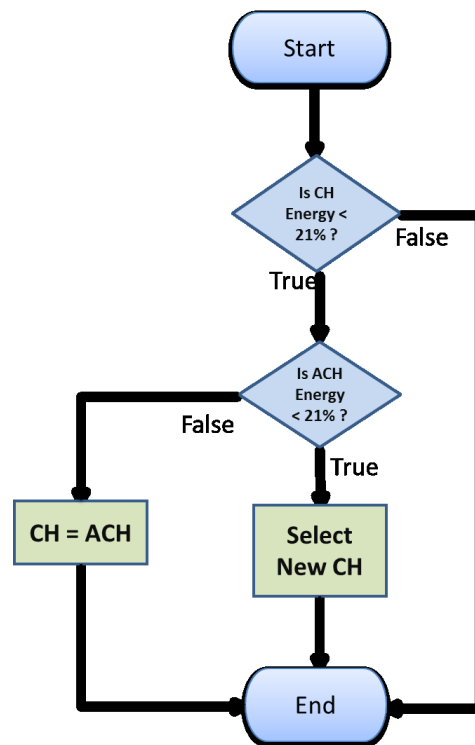 Start
Is CH
Energy <
21% ?
False
True
Is ACH
Energy
< 21% ?
False
True
CH = ACH
Select
New CH
End